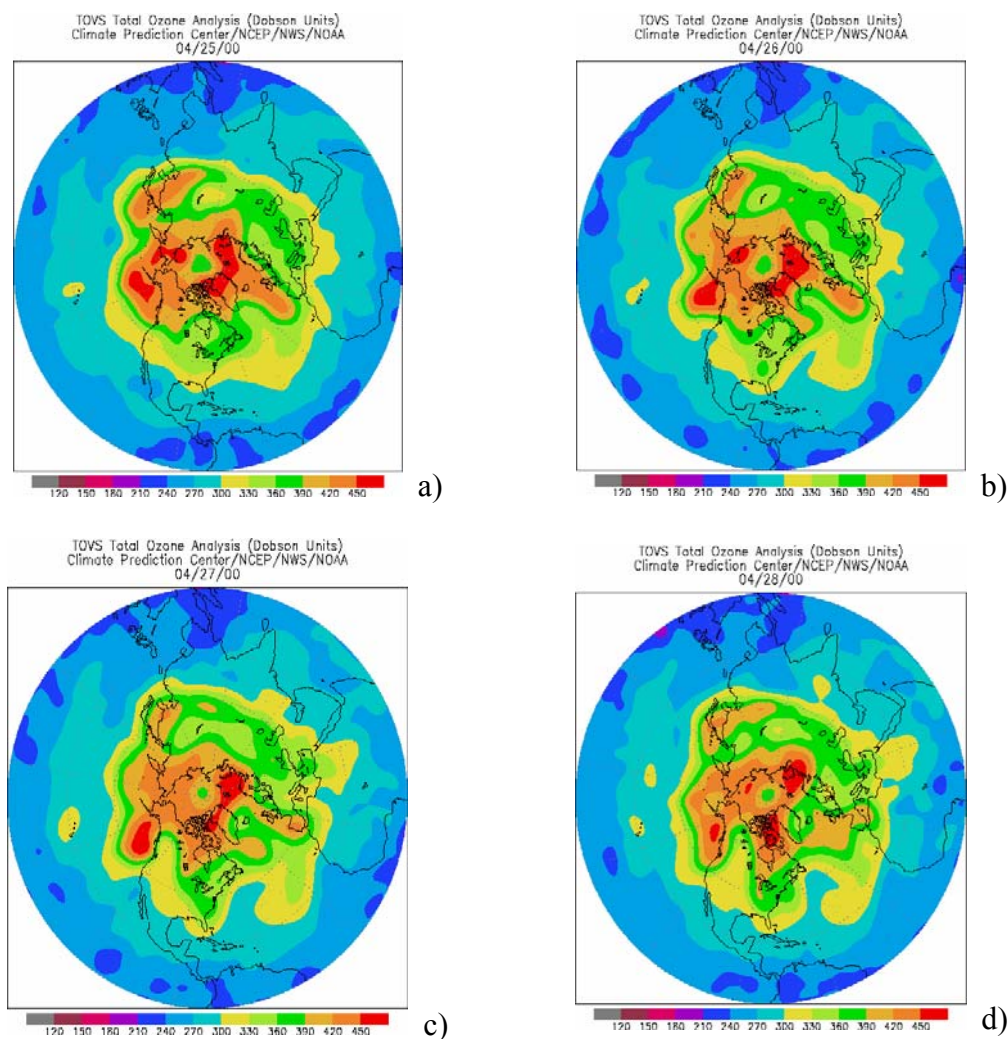 TOVS Total Ozone Analysis (Dobson Units)
Climate Prediction Center/NCEP/NWS/NOAA
04/25/00
120 150 180 210 240 270 300 330 360 390 420 450
a)
TOVS Total Ozone Analysis (Dobson Units)
Climate Prediction Center/NCEP/NWS/NOAA
04/26/00
120 150 180 210 240 270 300 330 360 390 420 450
b)
TOVS Total Ozone Analysis (Dobson Units)
Climate Prediction Center/NCEP/NWS/NOAA
04/27/00
120 150 180 210 240 270 300 330 360 390 420 450
c)
TOVS Total Ozone Analysis (Dobson Units)
Climate Prediction Center/NCEP/NWS/NOAA
04/28/00
120 150 180 210 240 270 300 330 360 390 420 450
d)